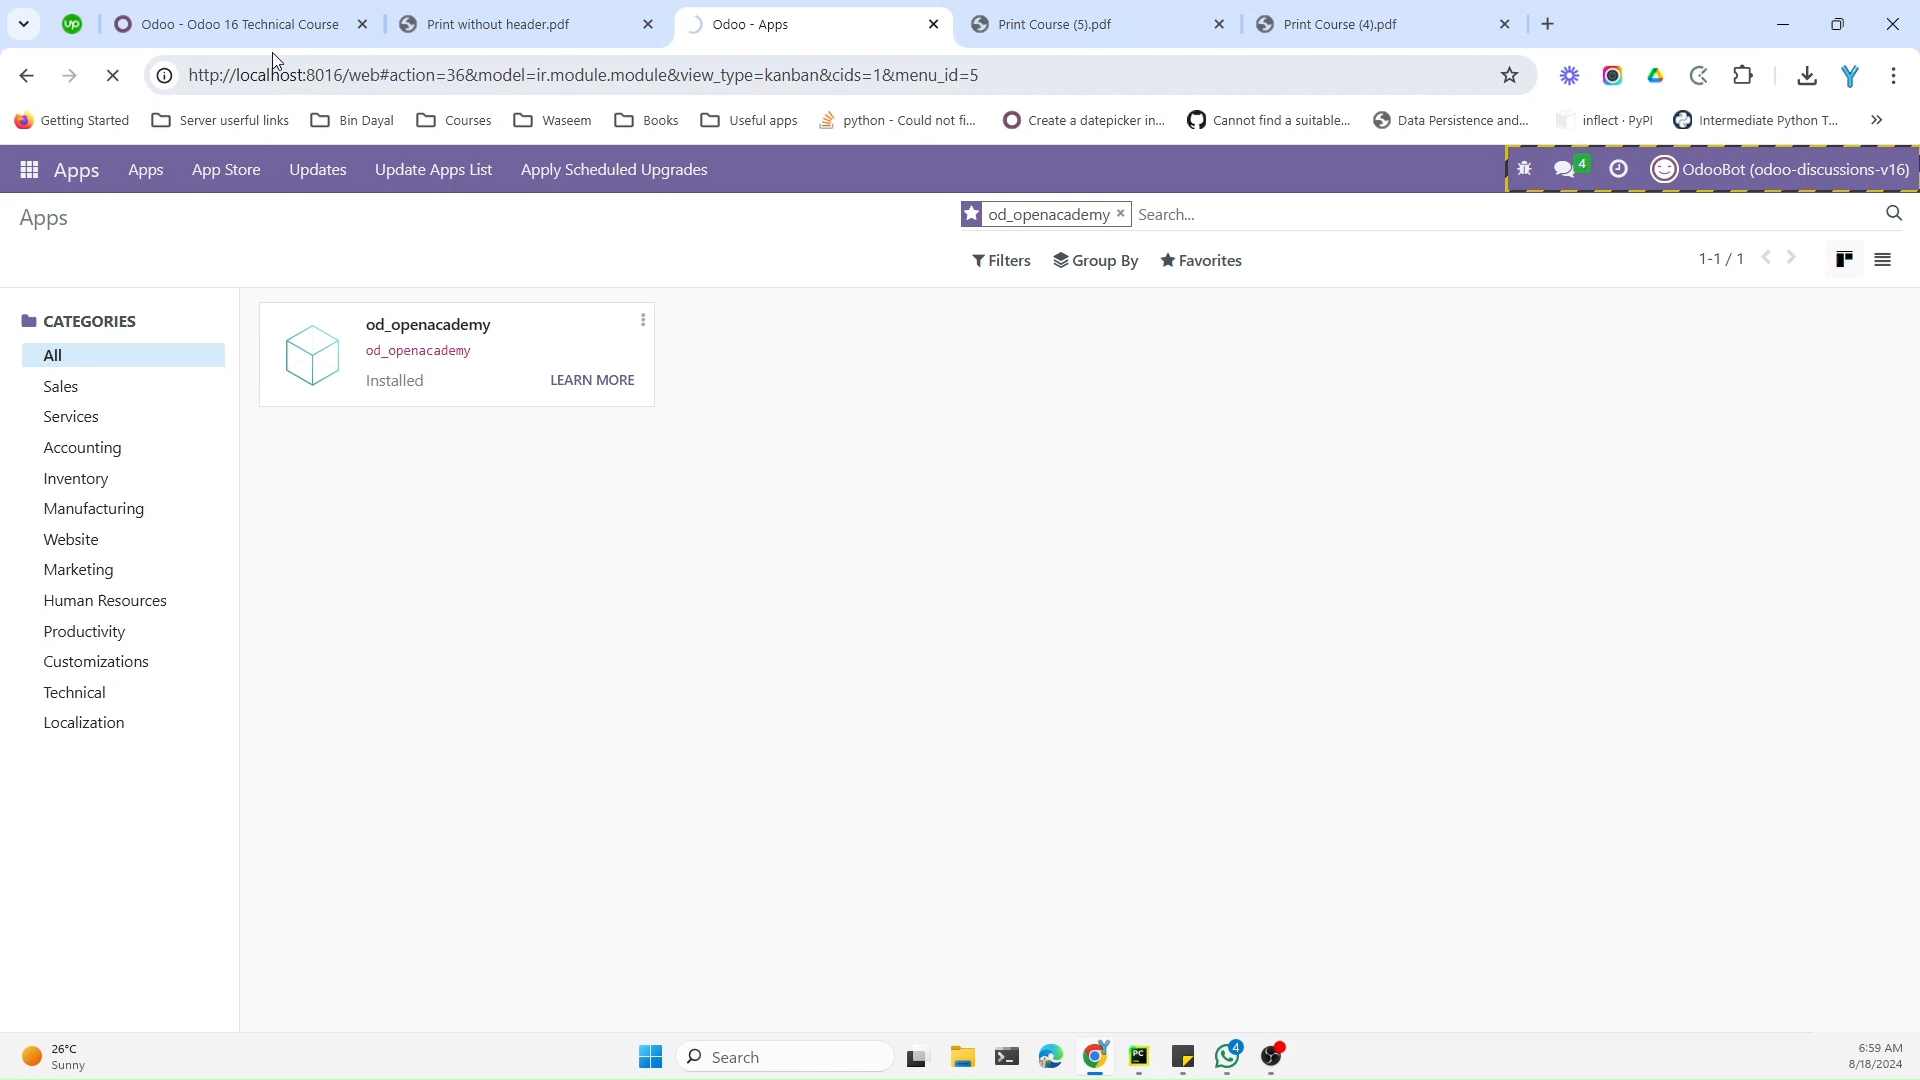 Odoo - Odoo 16 Technical Course
Print without header.pdf
Odoo - Apps
Print Course (5).pdf
Print Course (4).pdf
http://localhost:8016/web#action=36&model=ir.module.module&view_type=kanban&cids=1&menu_id=5
Getting Started
Server userful links
Bin Dayal
Courses
Waseem
Books
Useful apps
python - Could not fi...
Create a datepicker in...
Cannot find a suitable...
Data Persistence and...
inflect · PyPI
Intermediate Python T...
Apps
Apps
App Store
Updates
Update Apps List
Apply Scheduled Upgrades
4
OdooBot (odoo-discussions-v16)
Apps
od_openacademy
Search...
Filters
Group By
Favorites
1-1 / 1
CATEGORIES
All
Sales
Services
Accounting
Inventory
Manufacturing
Website
Marketing
Human Resources
Productivity
Customizations
Technical
Localization
od_openacademy
od_openacademy
Installed
LEARN MORE
26°C
Sunny
Search
4
6:59 AM
8/18/2024